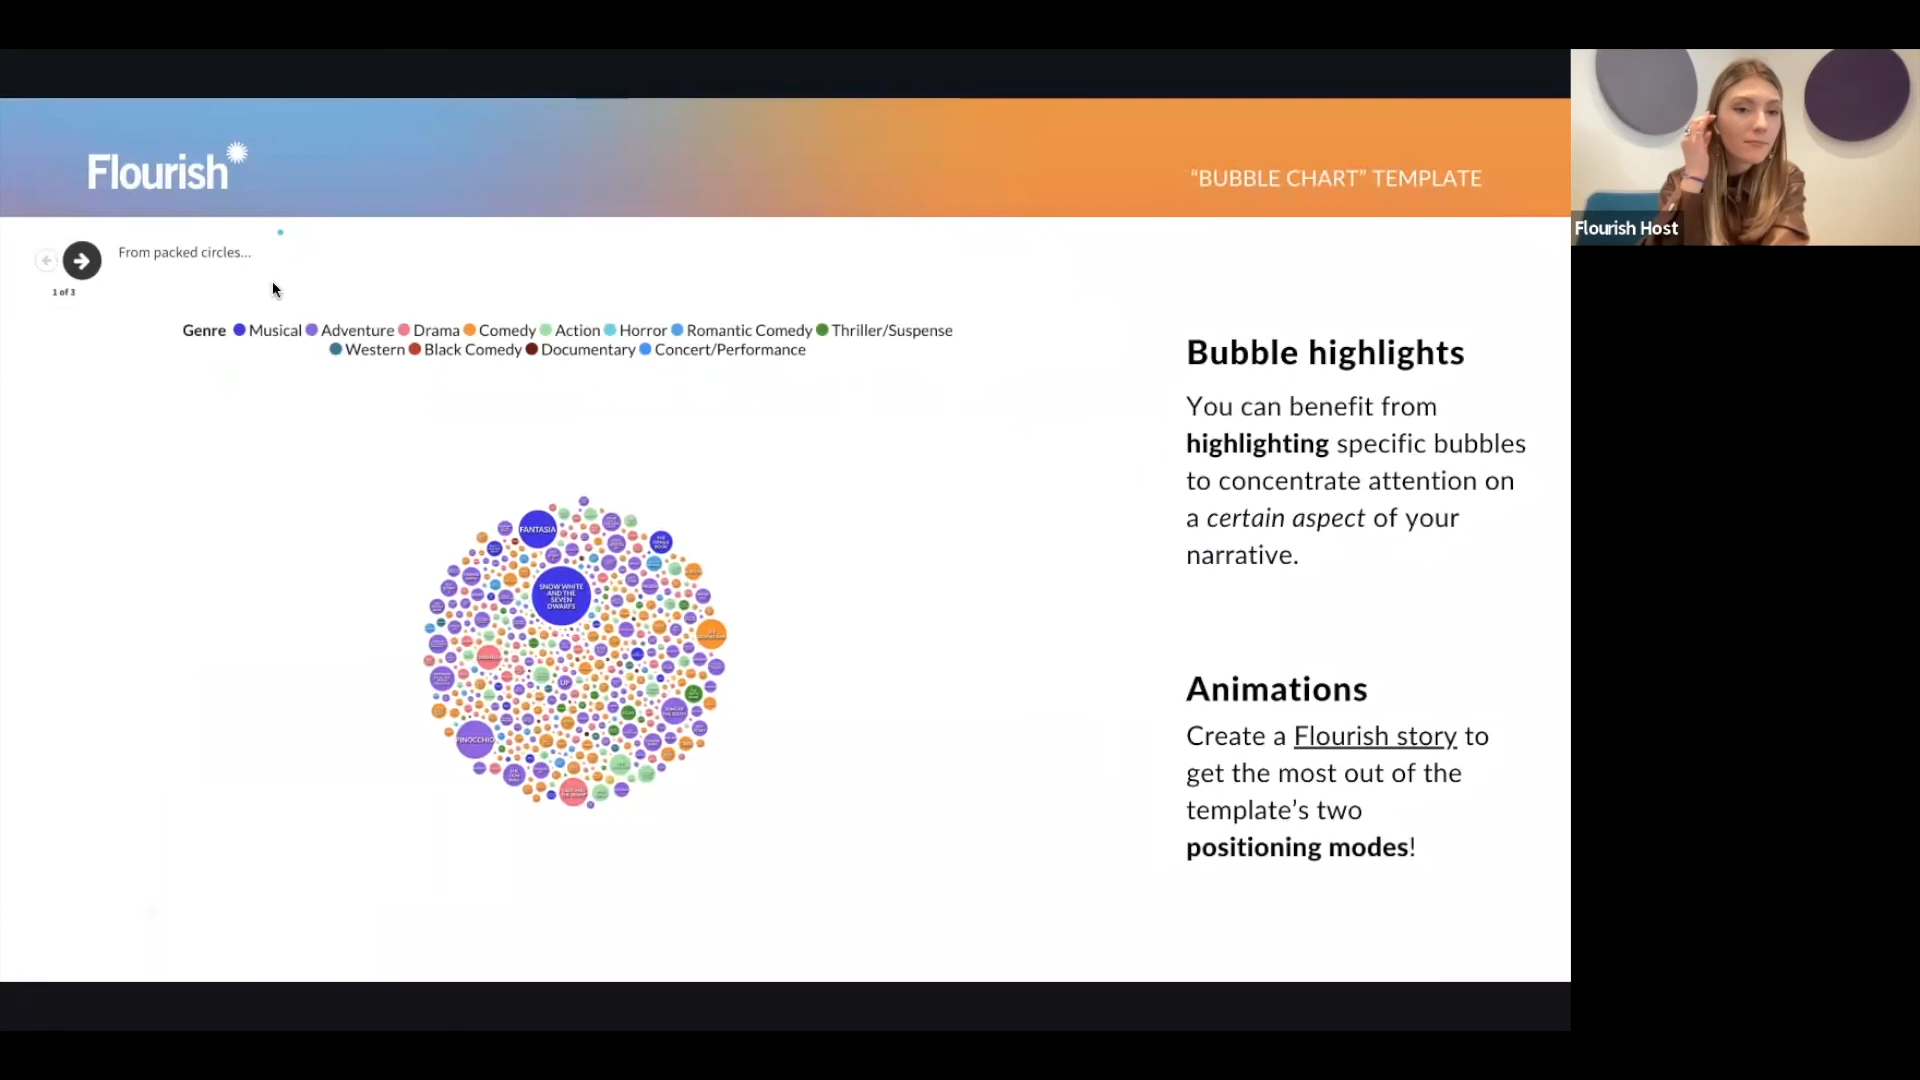 Flourish
“BUBBLE CHART” TEMPLATE
Flourish Host
From packed circles...
1 of 3
Genre Musical Adventure Drama Comedy Action Horror Romantic Comedy Thriller/Suspense
Western Black Comedy Documentary Concert/Performance
FANTASIA
SNOW WHITE
AND THE
SEVEN
DWARFS
UP
PINOCCHIO
Bubble highlights
You can benefit from
highlighting specific bubbles
to concentrate attention on
a certain aspect of your
narrative.
Animations
Create a Flourish story to
get the most out of the
template’s two
positioning modes!